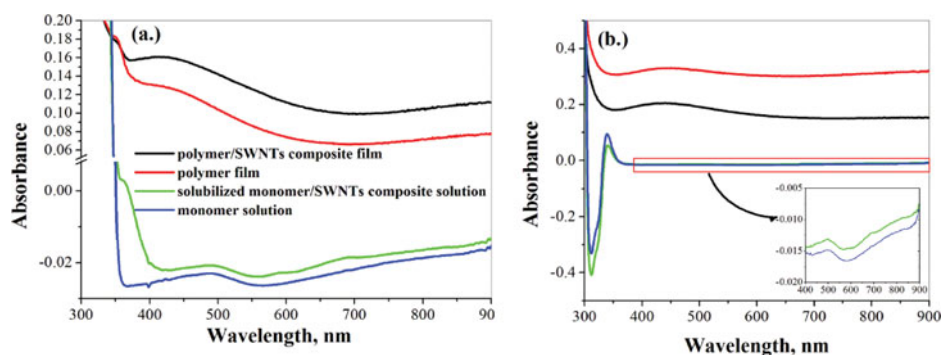 (a.)
0.20
0.18
0.16
0.14
0.12
0.10
0.08
0.06
0.00
-0.02
Absorbance
polymer/SWNTs composite film
polymer film
solubilized monomer/SWNTs composite solution
monomer solution
300 400 500 600 700 800 90
Wavelength, nm
(b.)
0.4
0.2
0.0
-0.2
-0.4
Absorbance
-0.005
-0.010
-0.015
-0.020
400 500 600 700 800 900
300 400 500 600 700 800 900
Wavelength, nm